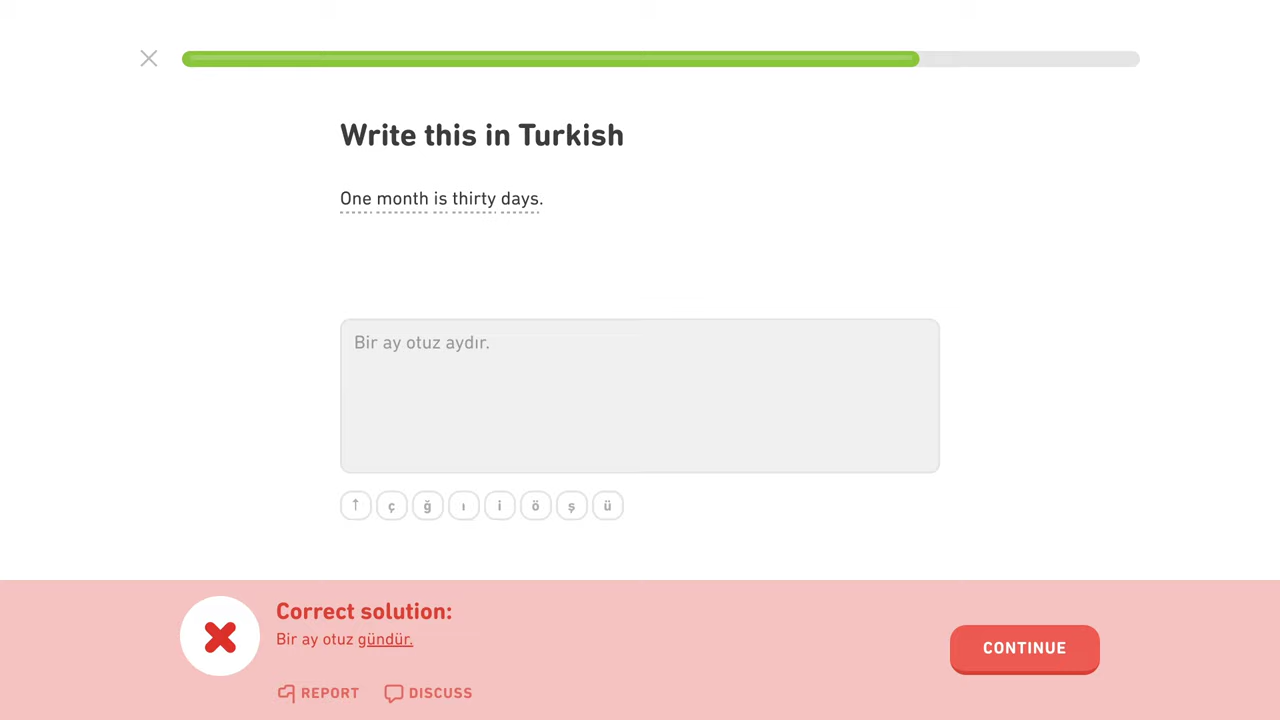 Write this in Turkish
One month is thirty days.
Bir ay otuz aydır.
↑ ç ğ ı i ö ş ü
Correct solution:
Bir ay otuz gündür.
CONTINUE
REPORT DISCUSS